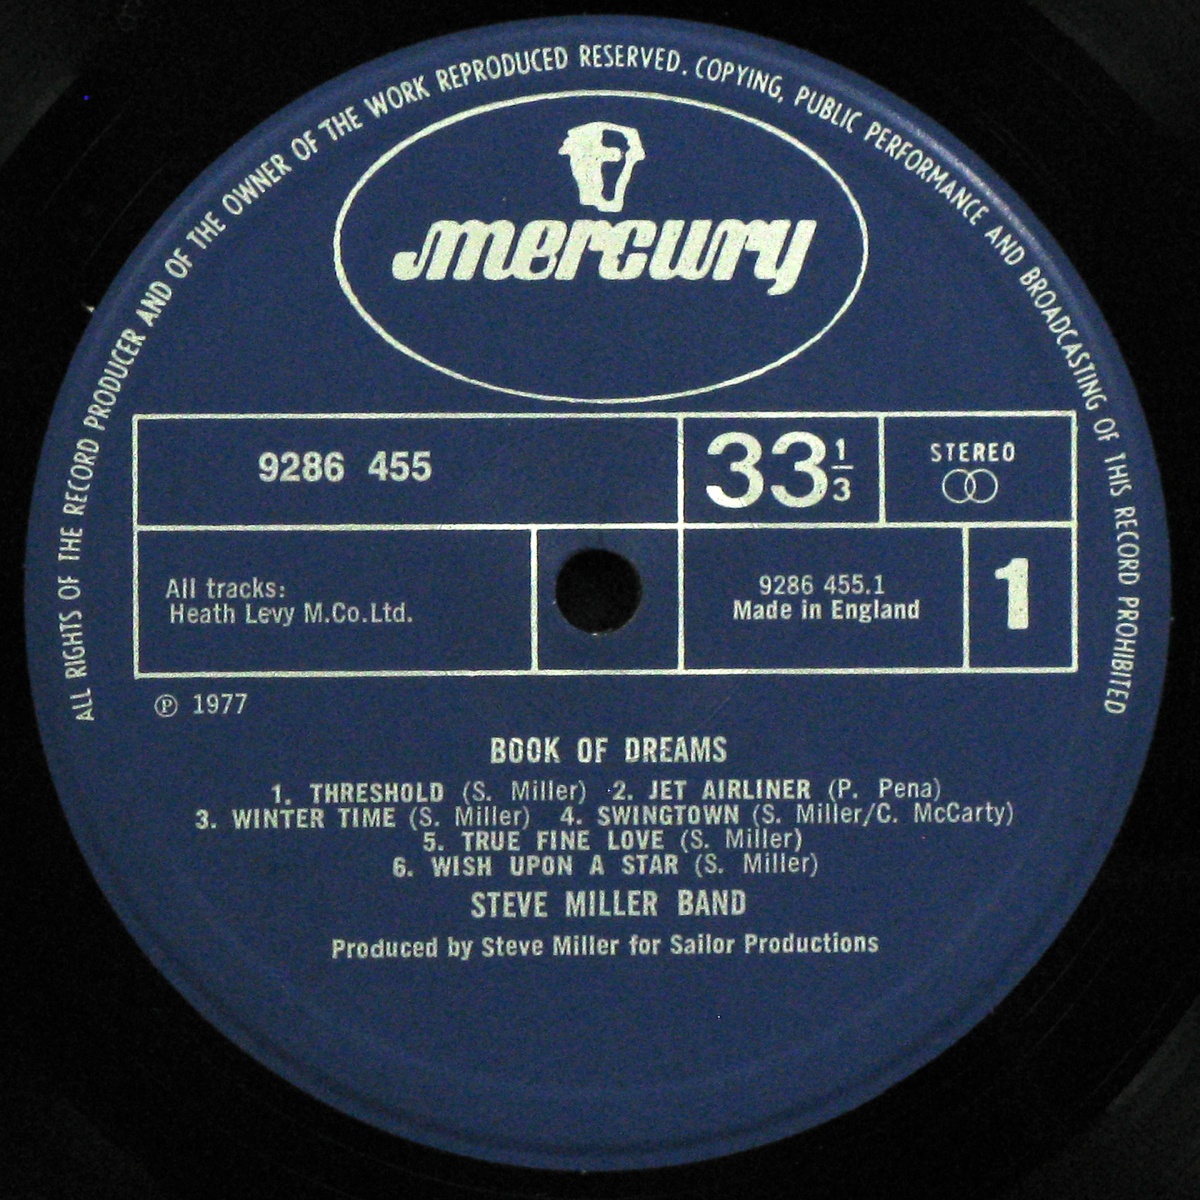 ALL RIGHTS OF THE RECORD PRODUCER AND OF THE OWNER OF THE WORK REPRODUCED RESERVED. COPYING, PUBLIC PERFORMANCE AND BROADCASTING OF THIS RECORD PROHIBITED
mercury
9286 455
33 1/3
STEREO
All tracks:
Heath Levy M.Co.Ltd.
9286 455.1
Made in England
1
℗ 1977
BOOK OF DREAMS
1. THRESHOLD (S. Miller) 2. JET AIRLINER (P. Pena)
3. WINTER TIME (S. Miller) 4. SWINGTOWN (S. Miller/C. McCarty)
5. TRUE FINE LOVE (S. Miller)
6. WISH UPON A STAR (S. Miller)
STEVE MILLER BAND
Produced by Steve Miller for Sailor Productions